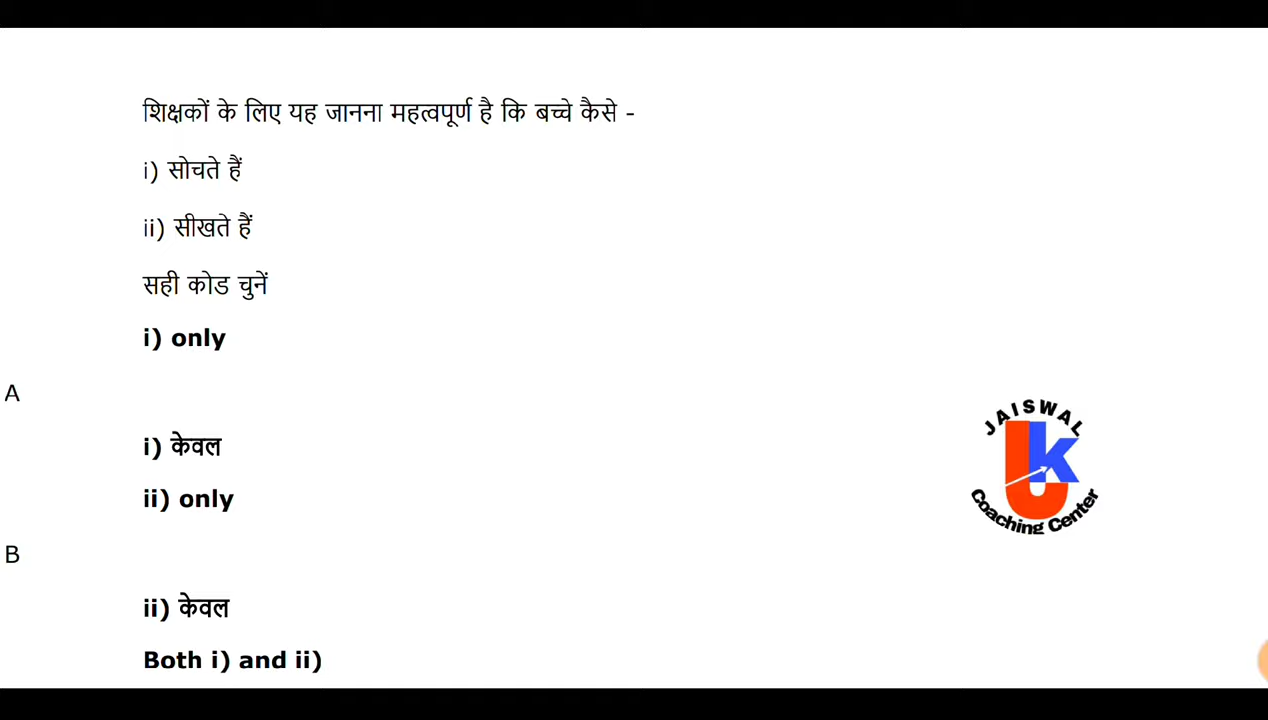 शिक्षकों के लिए यह जानना महत्वपूर्ण है कि बच्चे कैसे -
i) सोचते हैं
ii) सीखते हैं
सही कोड चुनें
i) only
A
i) केवल
ii) only
B
ii) केवल
Both i) and ii)
JAISWAL
Jk
Coaching Center